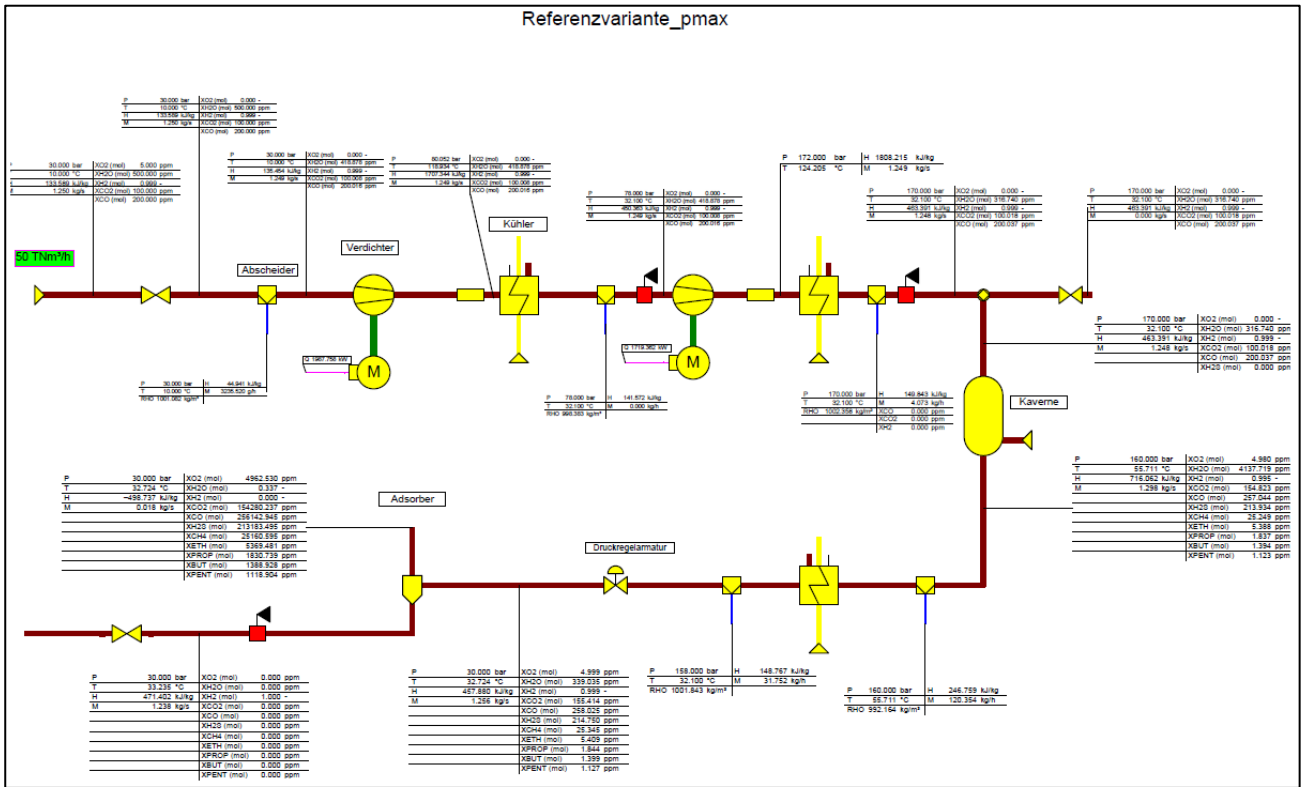 Referenzvariante_pmax
P 30.000 bar XO2 (mol) 0.000 -
T 10.000 °C XH2O (mol) 500.000 ppm
H 133.589 kJ/kg XH2 (mol) 0.999 -
M 1.250 kg/s XCO2 (mol) 100.000 ppm
XCO (mol) 200.000 ppm
30.000 bar XO2 (mol) 5.000 ppm
10.000 °C XH2O (mol) 500.000 ppm
133.589 kJ/kg XH2 (mol) 0.999 -
1.250 kg/s XCO2 (mol) 100.000 ppm
XCO (mol) 200.000 ppm
P 30.000 bar XO2 (mol) 0.000 -
T 10.000 °C XH2O (mol) 418.878 ppm
H 135.454 kJ/kg XH2 (mol) 0.999 -
M 1.249 kg/s XCO2 (mol) 100.008 ppm
XCO (mol) 200.016 ppm
P 80.052 bar XO2 (mol) 0.000 -
T 118.934 °C XH2O (mol) 418.878 ppm
H 1707.344 kJ/kg XH2 (mol) 0.999 -
M 1.249 kg/s XCO2 (mol) 100.008 ppm
XCO (mol) 200.016 ppm
P 78.000 bar XO2 (mol) 0.000 -
T 32.100 °C XH2O (mol) 418.878 ppm
H 450.363 kJ/kg XH2 (mol) 0.999 -
M 1.249 kg/s XCO2 (mol) 100.008 ppm
XCO (mol) 200.016 ppm
P 172.000 bar H 1808.215 kJ/kg
T 124.205 °C M 1.249 kg/s
P 170.000 bar XO2 (mol) 0.000 -
T 32.100 °C XH2O (mol) 316.740 ppm
H 463.391 kJ/kg XH2 (mol) 0.999 -
M 1.248 kg/s XCO2 (mol) 100.018 ppm
XCO (mol) 200.037 ppm
P 170.000 bar XO2 (mol) 0.000 -
T 32.100 °C XH2O (mol) 316.740 ppm
H 463.391 kJ/kg XH2 (mol) 0.999 -
M 0.000 kg/s XCO2 (mol) 100.018 ppm
XCO (mol) 200.037 ppm
50 TNm³/h
Abscheider
Verdichter
Kühler
Q 1967.758 kW
M
Q 1719.362 kW
M
P 170.000 bar XO2 (mol) 0.000 -
T 32.100 °C XH2O (mol) 316.740 ppm
H 463.391 kJ/kg XH2 (mol) 0.999 -
M 1.248 kg/s XCO2 (mol) 100.018 ppm
XCO (mol) 200.037 ppm
XH2S (mol) 0.000 ppm
P 30.000 bar H 44.941 kJ/kg
T 10.000 °C M 3236.520 g/h
RHO 1001.062 kg/m³
P 78.000 bar H 141.572 kJ/kg
T 32.100 °C M 0.000 kg/h
RHO 998.363 kg/m³
P 170.000 bar H 149.843 kJ/kg
T 32.100 °C M 4.073 kg/h
RHO 1002.358 kg/m³ XCO 0.000 ppm
XCO2 0.000 ppm
XH2 0.000 ppm
Kaverne
P 160.000 bar XO2 (mol) 4.980 ppm
T 55.711 °C XH2O (mol) 4137.719 ppm
H 716.062 kJ/kg XH2 (mol) 0.995 -
M 1.298 kg/s XCO2 (mol) 154.823 ppm
XCO (mol) 257.044 ppm
XH2S (mol) 213.934 ppm
XCH4 (mol) 25.249 ppm
XETH (mol) 5.388 ppm
XPROP (mol) 1.837 ppm
XBUT (mol) 1.394 ppm
XPENT (mol) 1.123 ppm
P 30.000 bar XO2 (mol) 4962.530 ppm
T 32.724 °C XH2O (mol) 0.337 -
H -498.737 kJ/kg XH2 (mol) 0.000 -
M 0.018 kg/s XCO2 (mol) 154280.237 ppm
XCO (mol) 256142.945 ppm
XH2S (mol) 213183.495 ppm
XCH4 (mol) 25160.595 ppm
XETH (mol) 5369.481 ppm
XPROP (mol) 1830.739 ppm
XBUT (mol) 1388.928 ppm
XPENT (mol) 1118.904 ppm
Adsorber
Druckregelarmatur
P 30.000 bar XO2 (mol) 0.000 ppm
T 33.235 °C XH2O (mol) 0.000 ppm
H 471.402 kJ/kg XH2 (mol) 1.000 -
M 1.238 kg/s XCO2 (mol) 0.000 ppm
XCO (mol) 0.000 ppm
XH2S (mol) 0.000 ppm
XCH4 (mol) 0.000 ppm
XETH (mol) 0.000 ppm
XPROP (mol) 0.000 ppm
XBUT (mol) 0.000 ppm
XPENT (mol) 0.000 ppm
P 30.000 bar XO2 (mol) 4.999 ppm
T 32.724 °C XH2O (mol) 339.035 ppm
H 457.880 kJ/kg XH2 (mol) 0.999 -
M 1.256 kg/s XCO2 (mol) 155.414 ppm
XCO (mol) 258.025 ppm
XH2S (mol) 214.750 ppm
XCH4 (mol) 25.345 ppm
XETH (mol) 5.409 ppm
XPROP (mol) 1.844 ppm
XBUT (mol) 1.399 ppm
XPENT (mol) 1.127 ppm
P 158.000 bar H 148.767 kJ/kg
T 32.100 °C M 31.752 kg/h
RHO 1001.843 kg/m³
P 160.000 bar H 246.759 kJ/kg
T 55.711 °C M 120.354 kg/h
RHO 992.164 kg/m³